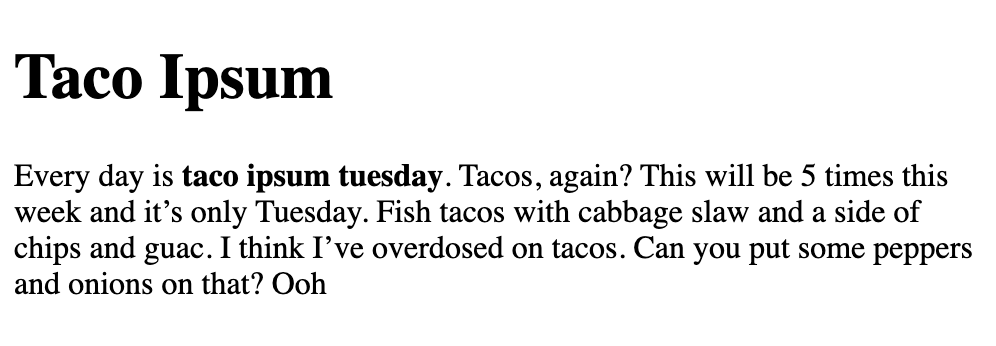 Taco Ipsum
Every day is taco ipsum tuesday. Tacos, again? This will be 5 times this
week and it’s only Tuesday. Fish tacos with cabbage slaw and a side of
chips and guac. I think I’ve overdosed on tacos. Can you put some peppers
and onions on that? Ooh